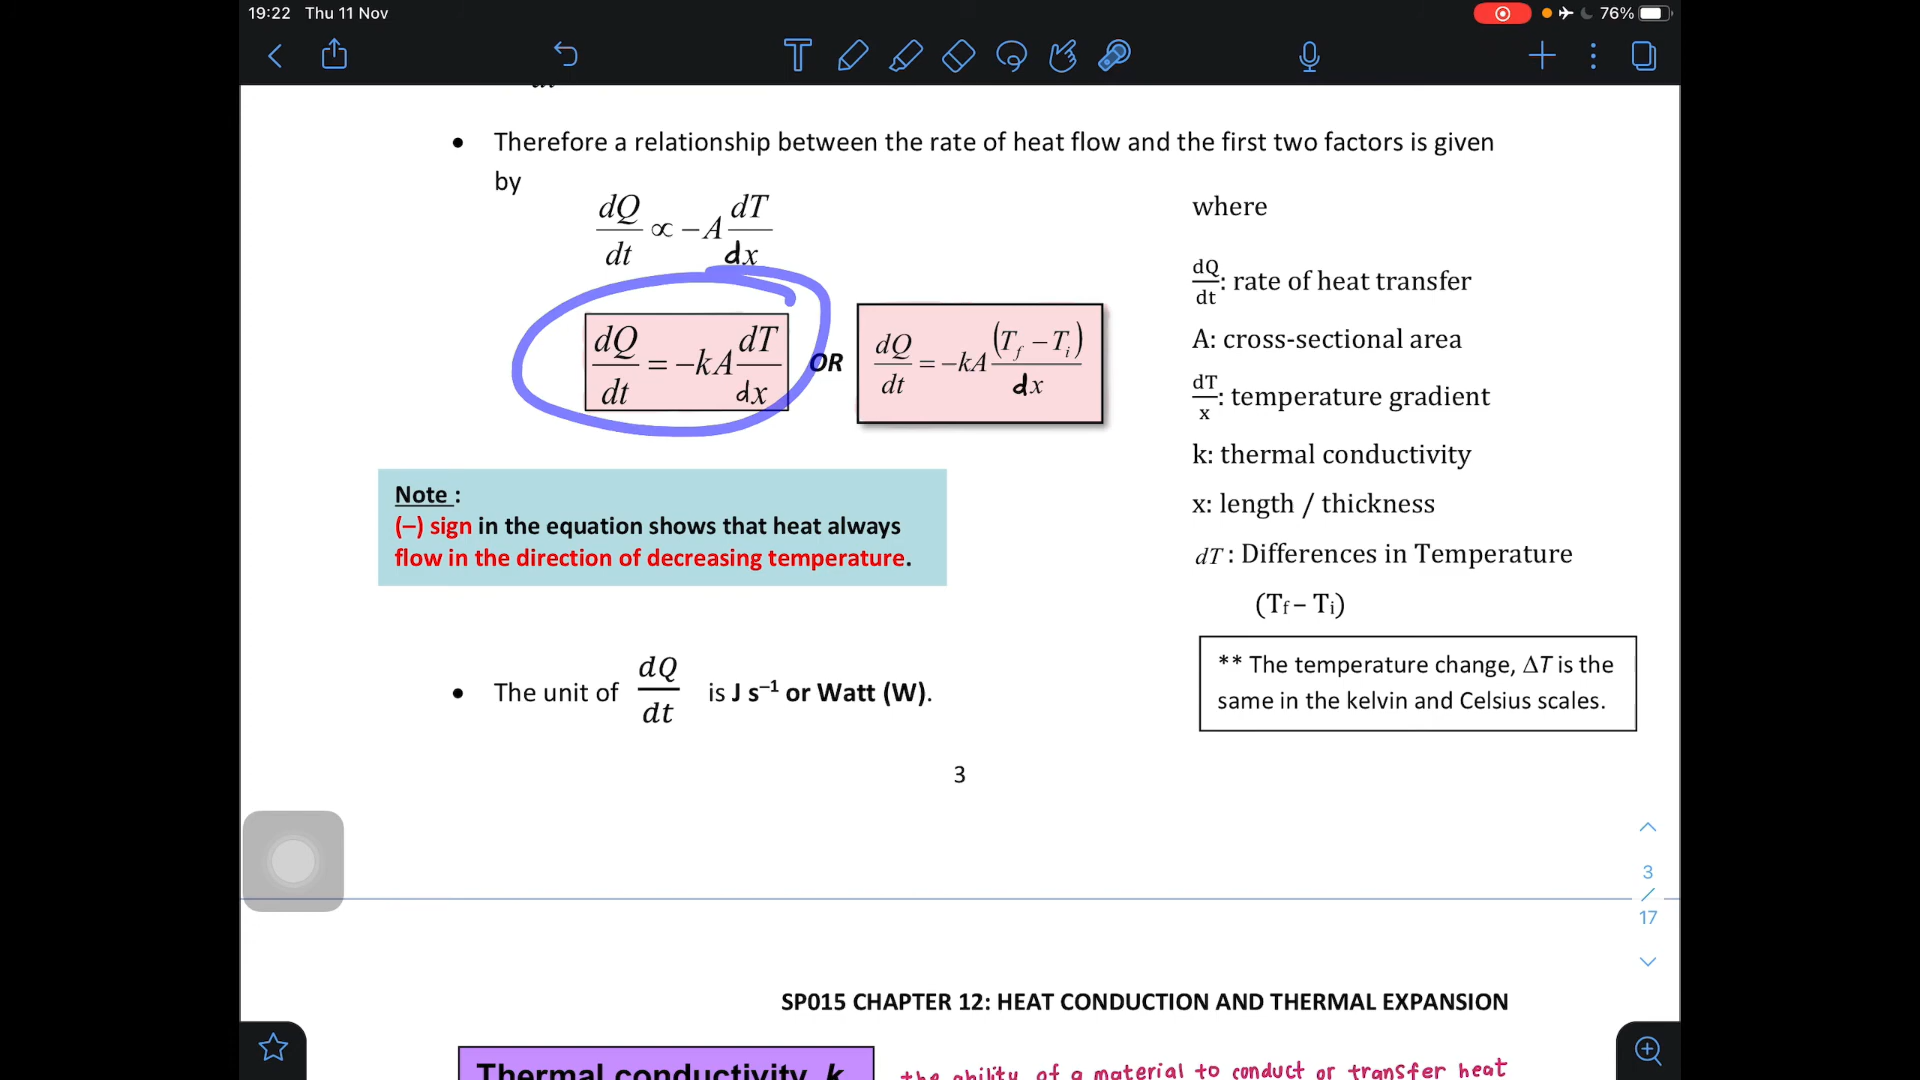 19:22 Thu 11 Nov
76%
• Therefore a relationship between the rate of heat flow and the first two factors is given
by
dQ/dt ∝ −A dT/dx
dQ/dt = −kA dT/dx
OR
dQ/dt = −kA (T_f − T_i)/dx
where
dQ/dt: rate of heat transfer
A: cross-sectional area
dT/x: temperature gradient
k: thermal conductivity
x: length / thickness
dT : Differences in Temperature
(T_f – T_i)
Note :
(–) sign in the equation shows that heat always
flow in the direction of decreasing temperature.
** The temperature change, ΔT is the
same in the kelvin and Celsius scales.
• The unit of dQ/dt is J s⁻¹ or Watt (W).
3
3
/
17
SP015 CHAPTER 12: HEAT CONDUCTION AND THERMAL EXPANSION
Thermal conductivity, k
the ability of a material to conduct or transfer heat